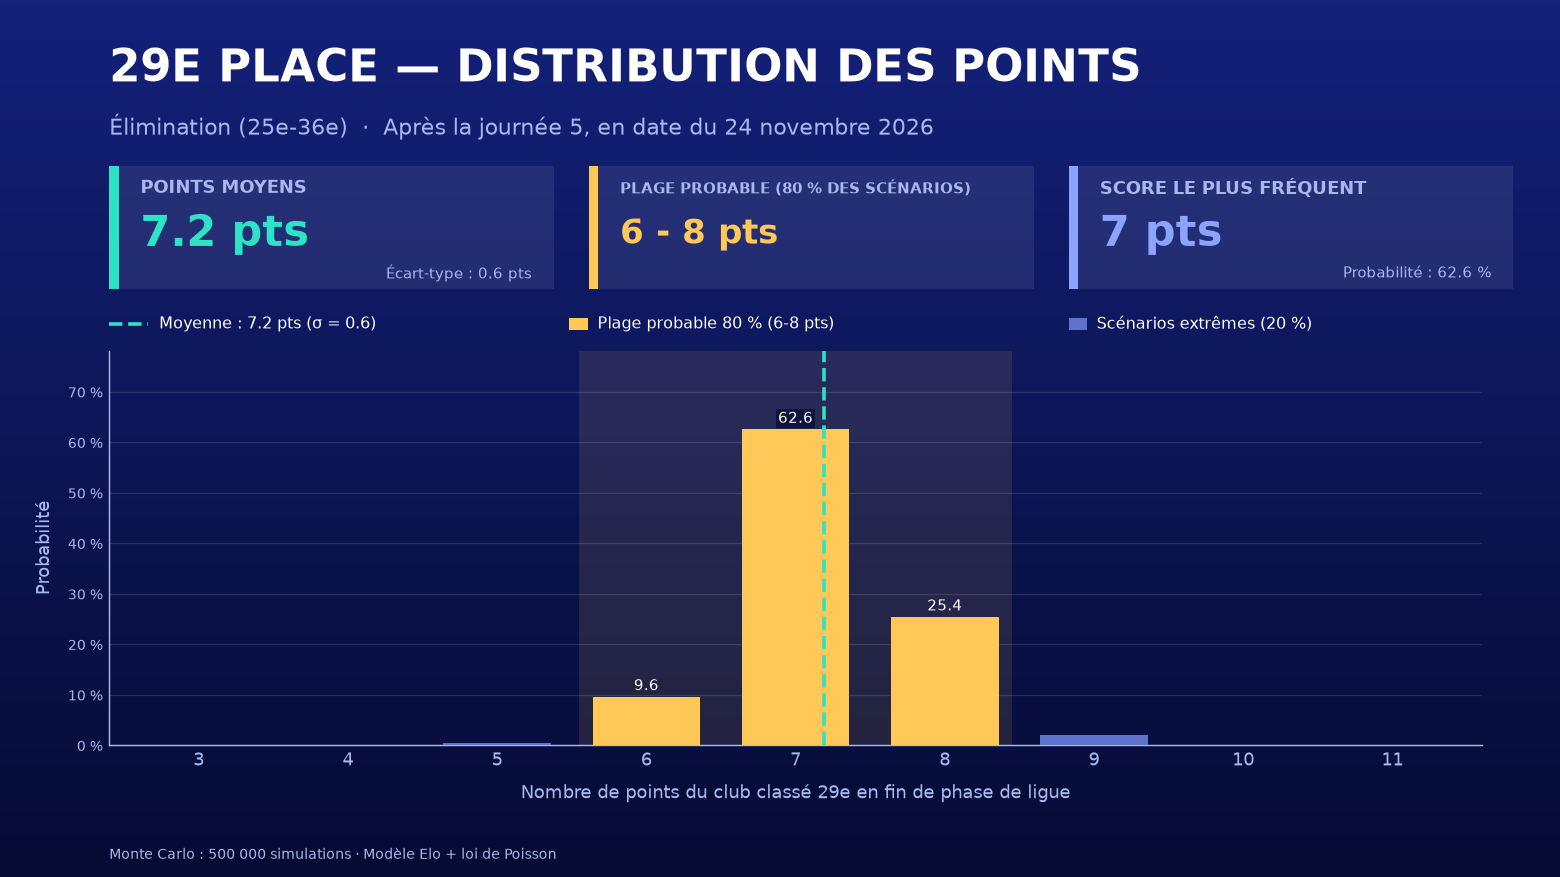 29E PLACE — DISTRIBUTION DES POINTS
Élimination (25e-36e) · Après la journée 5, en date du 24 novembre 2026
POINTS MOYENS
7.2 pts
Écart-type : 0.6 pts
PLAGE PROBABLE (80 % DES SCÉNARIOS)
6 - 8 pts
SCORE LE PLUS FRÉQUENT
7 pts
Probabilité : 62.6 %
Moyenne : 7.2 pts (σ = 0.6)
Plage probable 80 % (6-8 pts)
Scénarios extrêmes (20 %)
Probabilité
70 %
60 %
50 %
40 %
30 %
20 %
10 %
0 %
9.6
62.6
25.4
3 4 5 6 7 8 9 10 11
Nombre de points du club classé 29e en fin de phase de ligue
Monte Carlo : 500 000 simulations · Modèle Elo + loi de Poisson